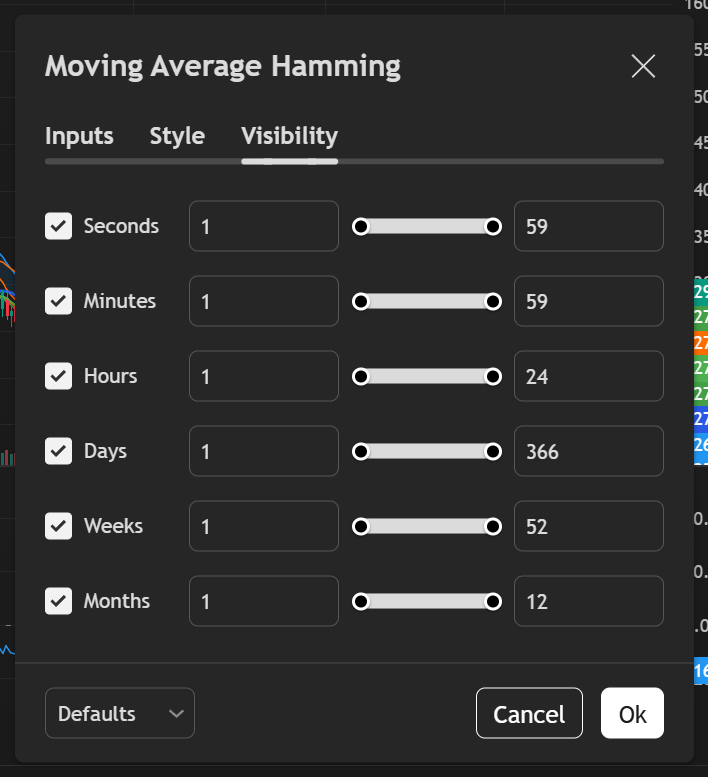 Moving Average Hamming
Inputs Style Visibility
Seconds 1 59
Minutes 1 59
Hours 1 24
Days 1 366
Weeks 1 52
Months 1 12
Defaults Cancel Ok